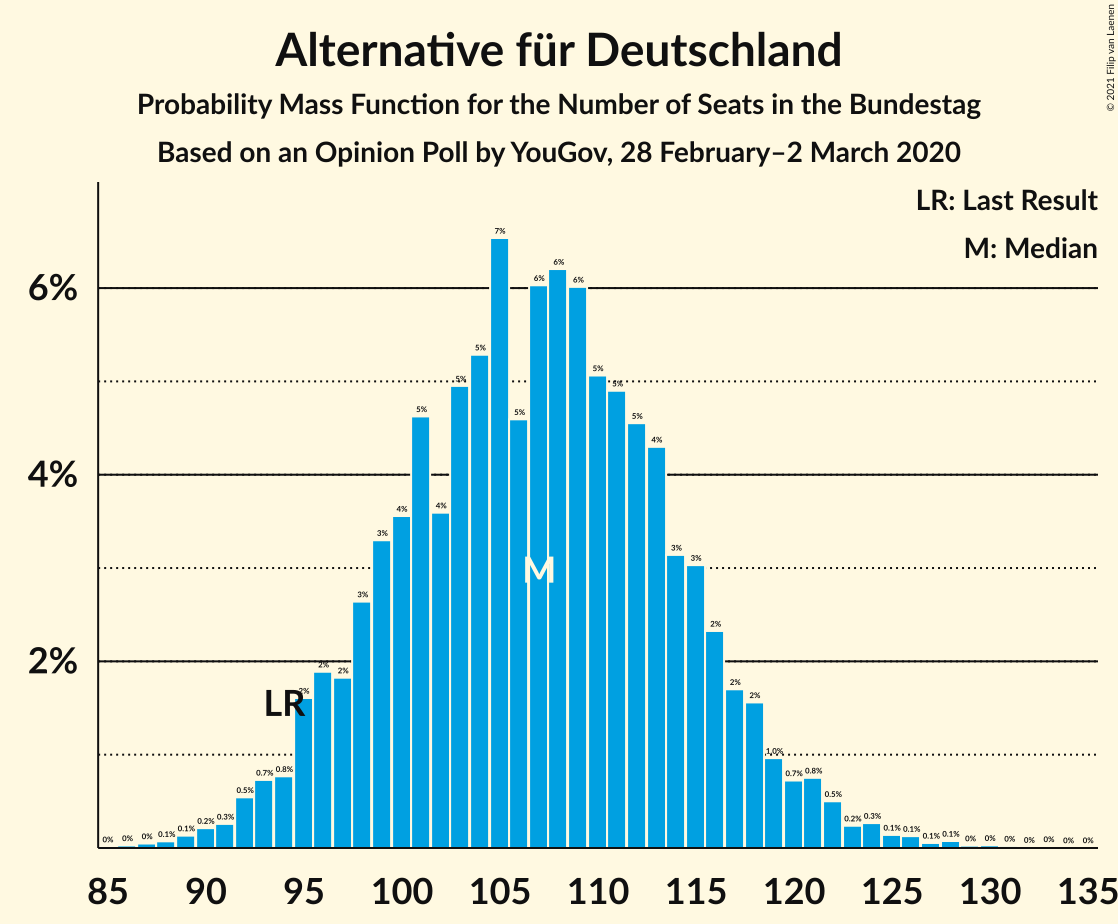 Alternative für Deutschland
Probability Mass Function for the Number of Seats in the Bundestag
Based on an Opinion Poll by YouGov, 28 February–2 March 2020
© 2021 Filip van Laenen
LR: Last Result
M: Median
6%
4%
2%
0% 0% 0% 0.1% 0.1% 0.2% 0.3% 0.5% 0.7% 0.8% 2% 2% 2% 3% 3% 4% 5% 4% 5% 5% 7% 5% 6% 6% 6% 5% 5% 5% 4% 3% 3% 2% 2% 2% 1.0% 0.7% 0.8% 0.5% 0.2% 0.3% 0.1% 0.1% 0.1% 0.1% 0% 0% 0% 0% 0% 0% 0%
M
LR
85 90 95 100 105 110 115 120 125 130 135